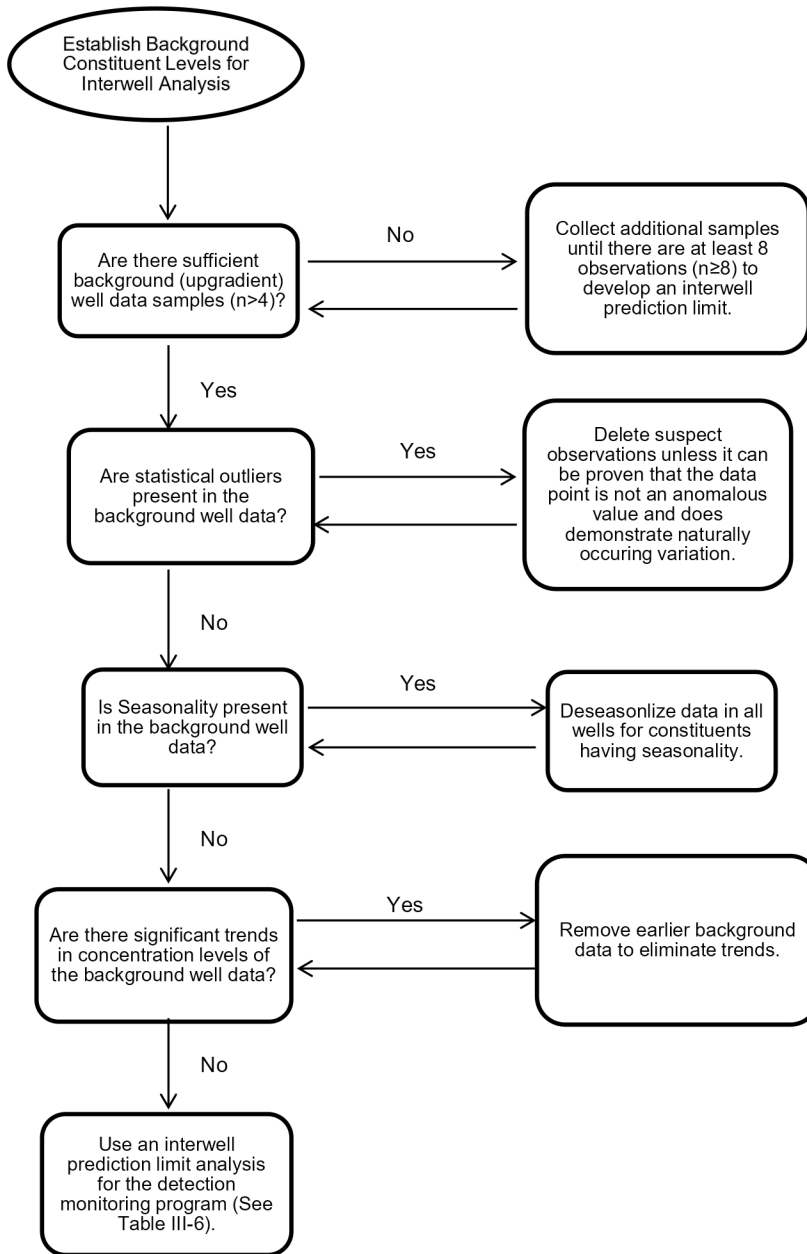 Establish Background
Constituent Levels for
Interwell Analysis
Are there sufficient
background (upgradient)
well data samples (n>4)?
No
Collect additional samples
until there are at least 8
observations (n≥8) to
develop an interwell
prediction limit.
Yes
Are statistical outliers
present in the
background well data?
Yes
Delete suspect
observations unless it can
be proven that the data
point is not an anomalous
value and does
demonstrate naturally
occuring variation.
No
Is Seasonality present
in the background well
data?
Yes
Deseasonlize data in all
wells for constituents
having seasonality.
No
Are there significant trends
in concentration levels of
the background well data?
Yes
Remove earlier background
data to eliminate trends.
No
Use an interwell
prediction limit analysis
for the detection
monitoring program (See
Table III-6).